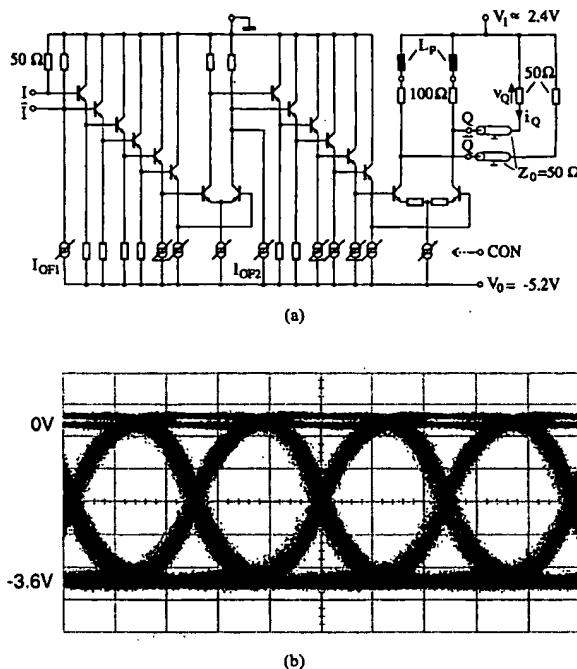 V₁ ≈ 2.4V
50 Ω
Lₚ
50Ω
I
Ī
100Ω
v_Q
i_Q
Q
Q̄
Z₀=50 Ω
I_OF1
I_OF2
CON
V₀= -5.2V
(a)
0V
-3.6V
(b)